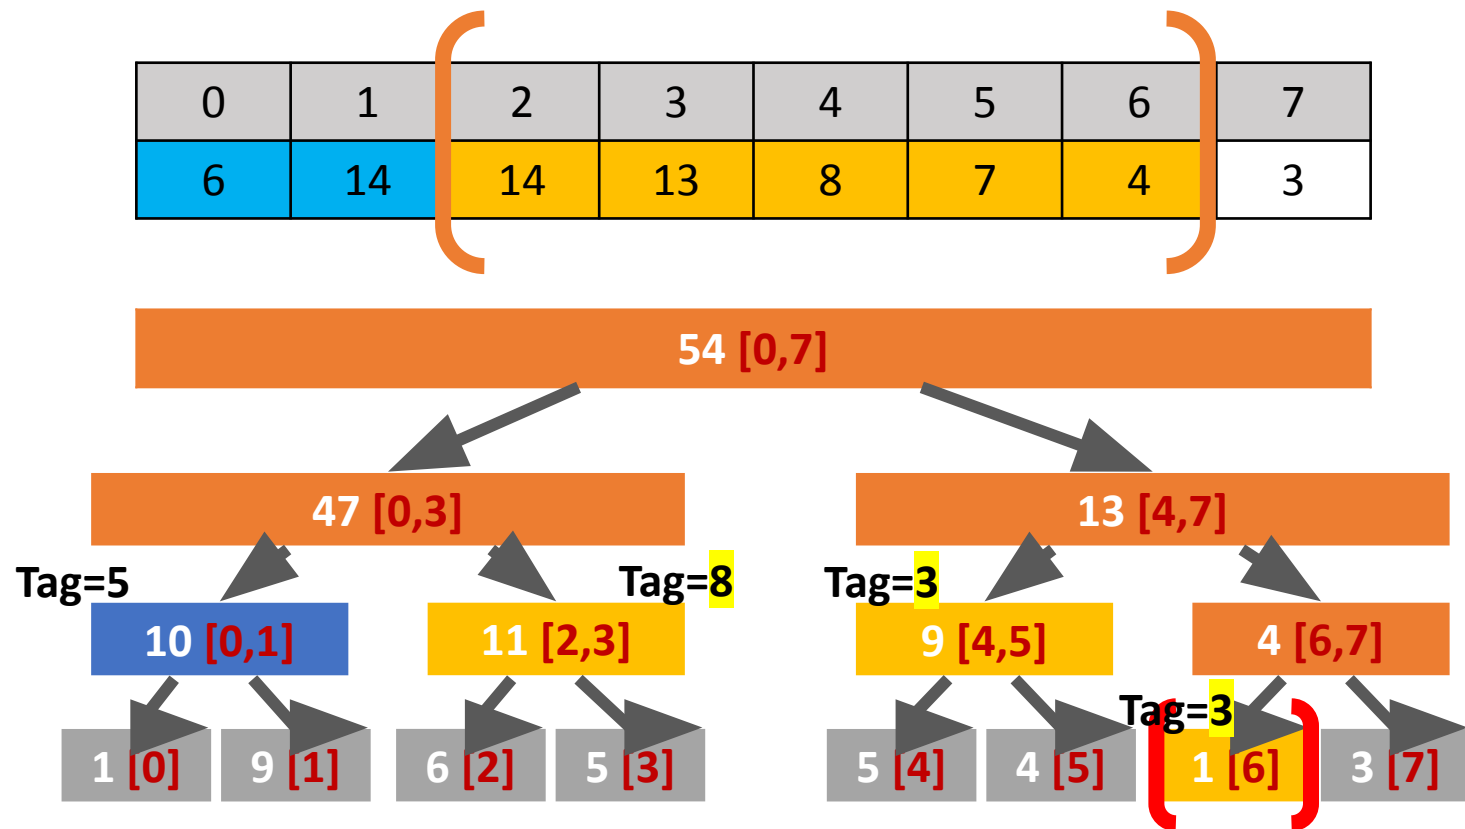 0 1 2 3 4 5 6 7
6 14 14 13 8 7 4 3
54 [0,7]
47 [0,3] 13 [4,7]
Tag=5 Tag=8 Tag=3
10 [0,1] 11 [2,3] 9 [4,5] 4 [6,7]
Tag=3
1 [0] 9 [1] 6 [2] 5 [3] 5 [4] 4 [5] 1 [6] 3 [7]